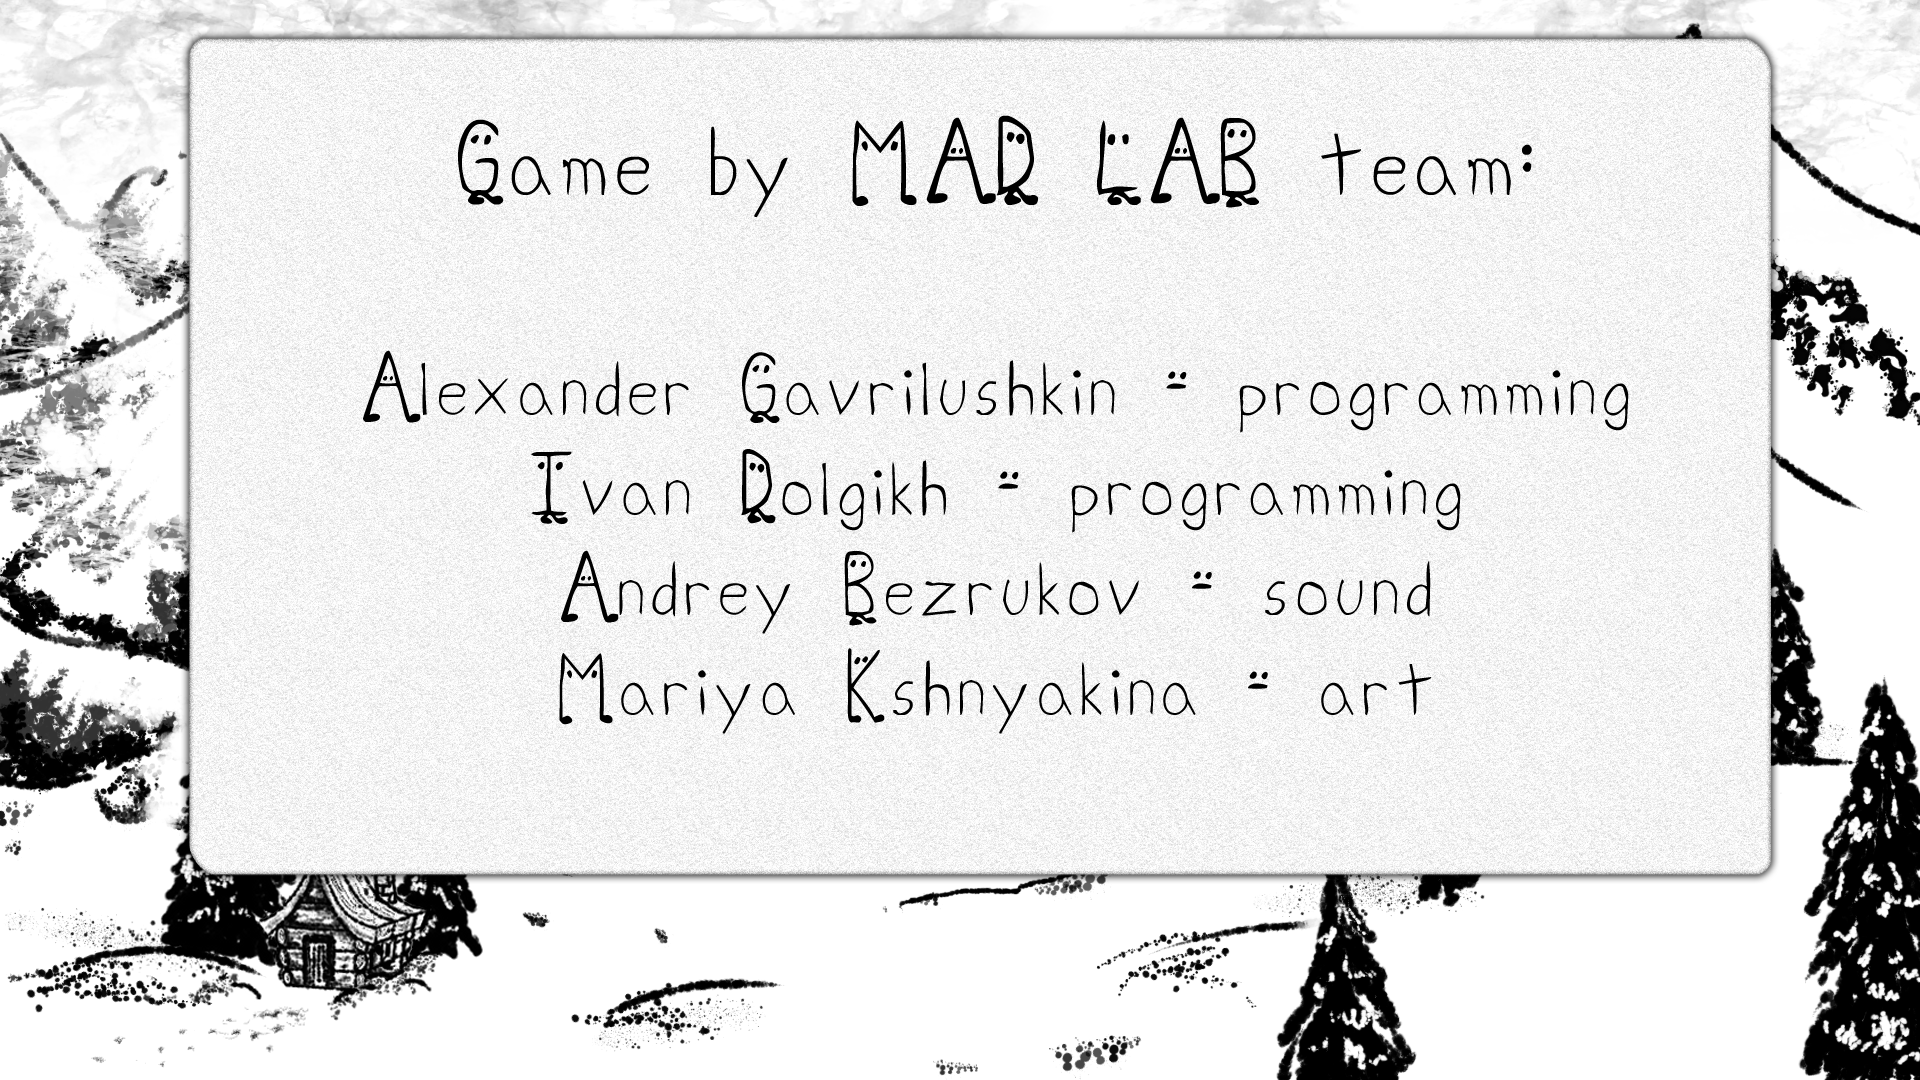 Game by MAD LAB team:
Alexander Gavrilushkin - programming
Ivan Dolgikh - programming
Andrey Bezrukov - sound
Mariya Kshnyakina - art